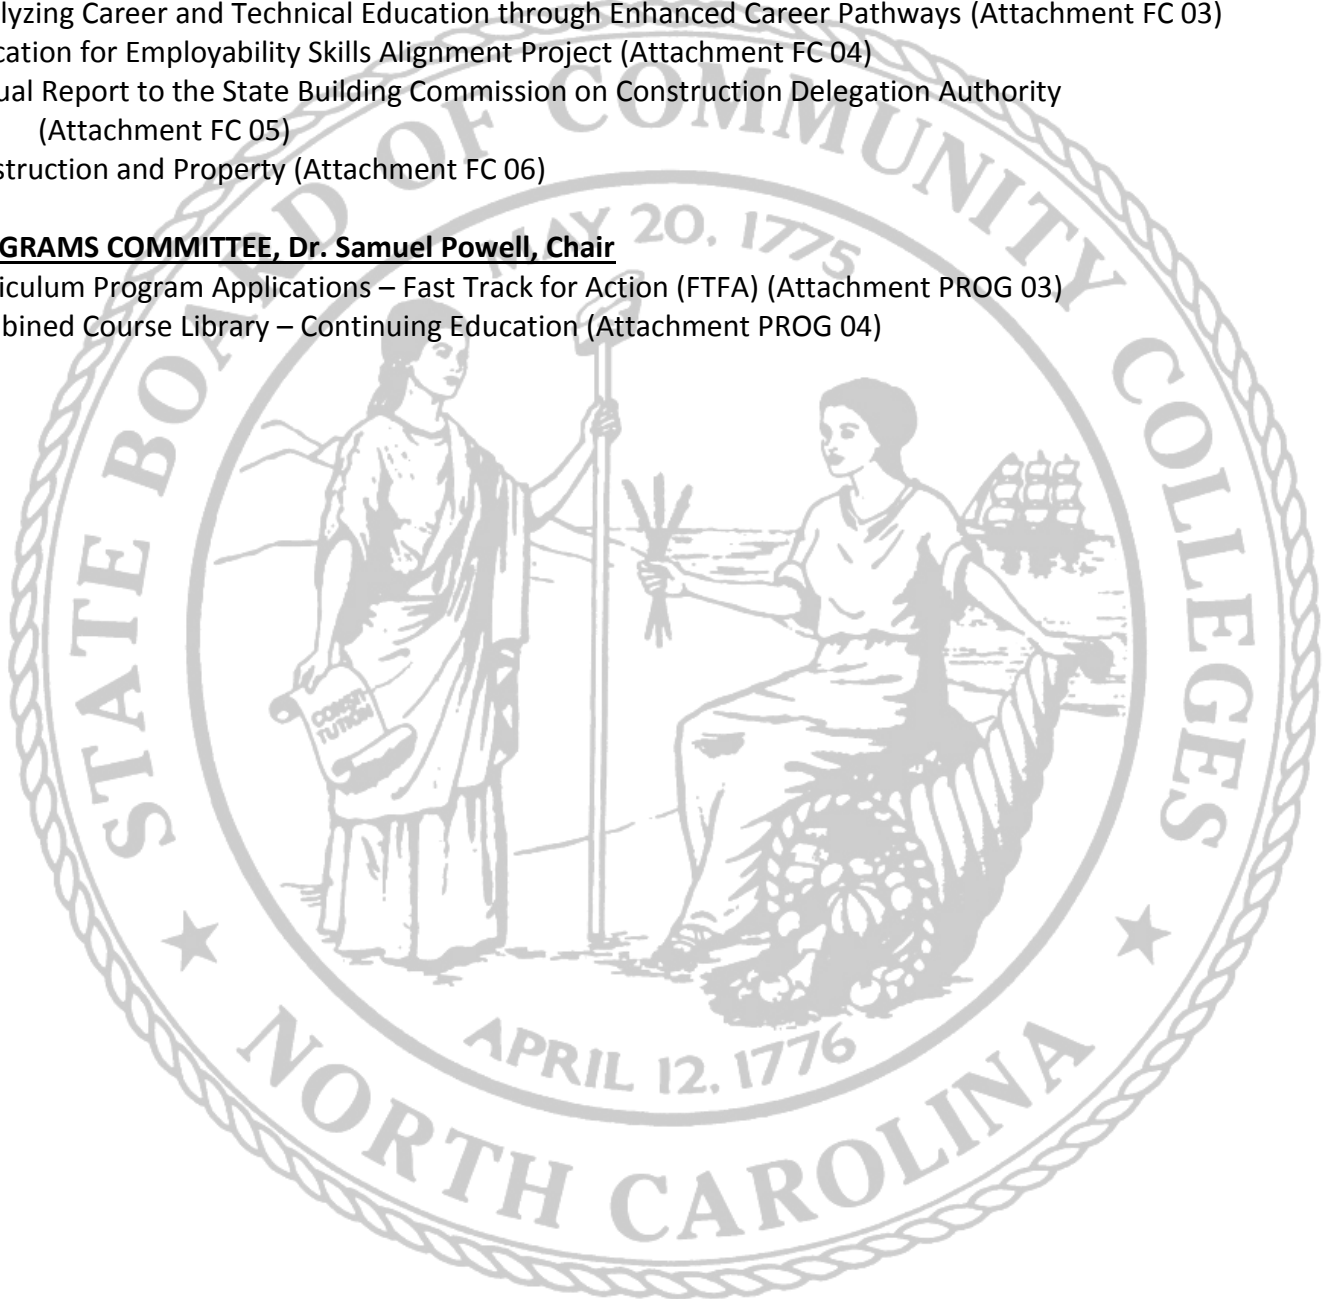 lyzing Career and Technical Education through Enhanced Career Pathways (Attachment FC 03)
cation for Employability Skills Alignment Project (Attachment FC 04)
ual Report to the State Building Commission on Construction Delegation Authority
(Attachment FC 05)
struction and Property (Attachment FC 06)
GRAMS COMMITTEE, Dr. Samuel Powell, Chair
riculum Program Applications – Fast Track for Action (FTFA) (Attachment PROG 03)
bined Course Library – Continuing Education (Attachment PROG 04)
STATE BOARD OF COMMUNITY COLLEGES
MAY 20, 1775
CONSTI
TUTION
APRIL 12, 1776
NORTH CAROLINA